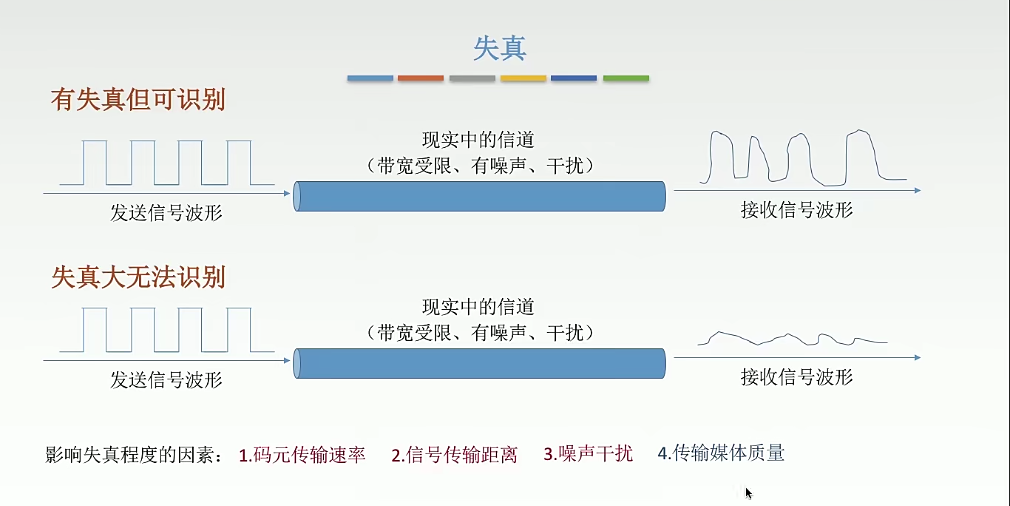 失真
有失真但可识别
现实中的信道
（带宽受限、有噪声、干扰）
发送信号波形
接收信号波形
失真大无法识别
现实中的信道
（带宽受限、有噪声、干扰）
发送信号波形
接收信号波形
影响失真程度的因素： 1.码元传输速率 2.信号传输距离 3.噪声干扰 4.传输媒体质量